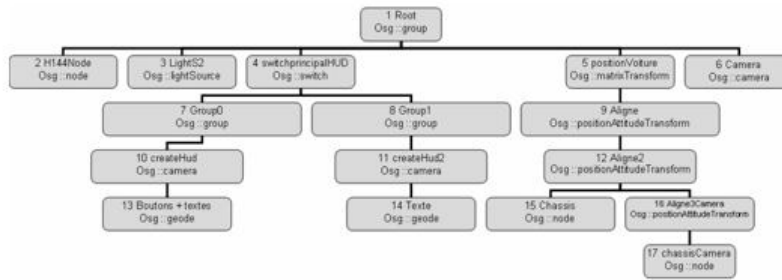 1 Root
Osg ::group
2 H144Node
Osg ::node
3 LightS2
Osg ::lightSource
4 switchprincipalHUD
Osg ::switch
5 positionVoiture
Osg ::matrixTransform
6 Camera
Osg ::camera
7 Group0
Osg ::group
8 Group1
Osg ::group
9 Aligne
Osg ::positionAttitudeTransform
10 createHud
Osg ::camera
11 createHud2
Osg ::camera
12 Aligne2
Osg ::positionAttitudeTransform
13 Boutons + textes
Osg ::geode
14 Texte
Osg ::geode
15 Chassis
Osg ::node
16 Aligne3Camera
Osg ::positionAttitudeTransform
17 chassisCamera
Osg ::node